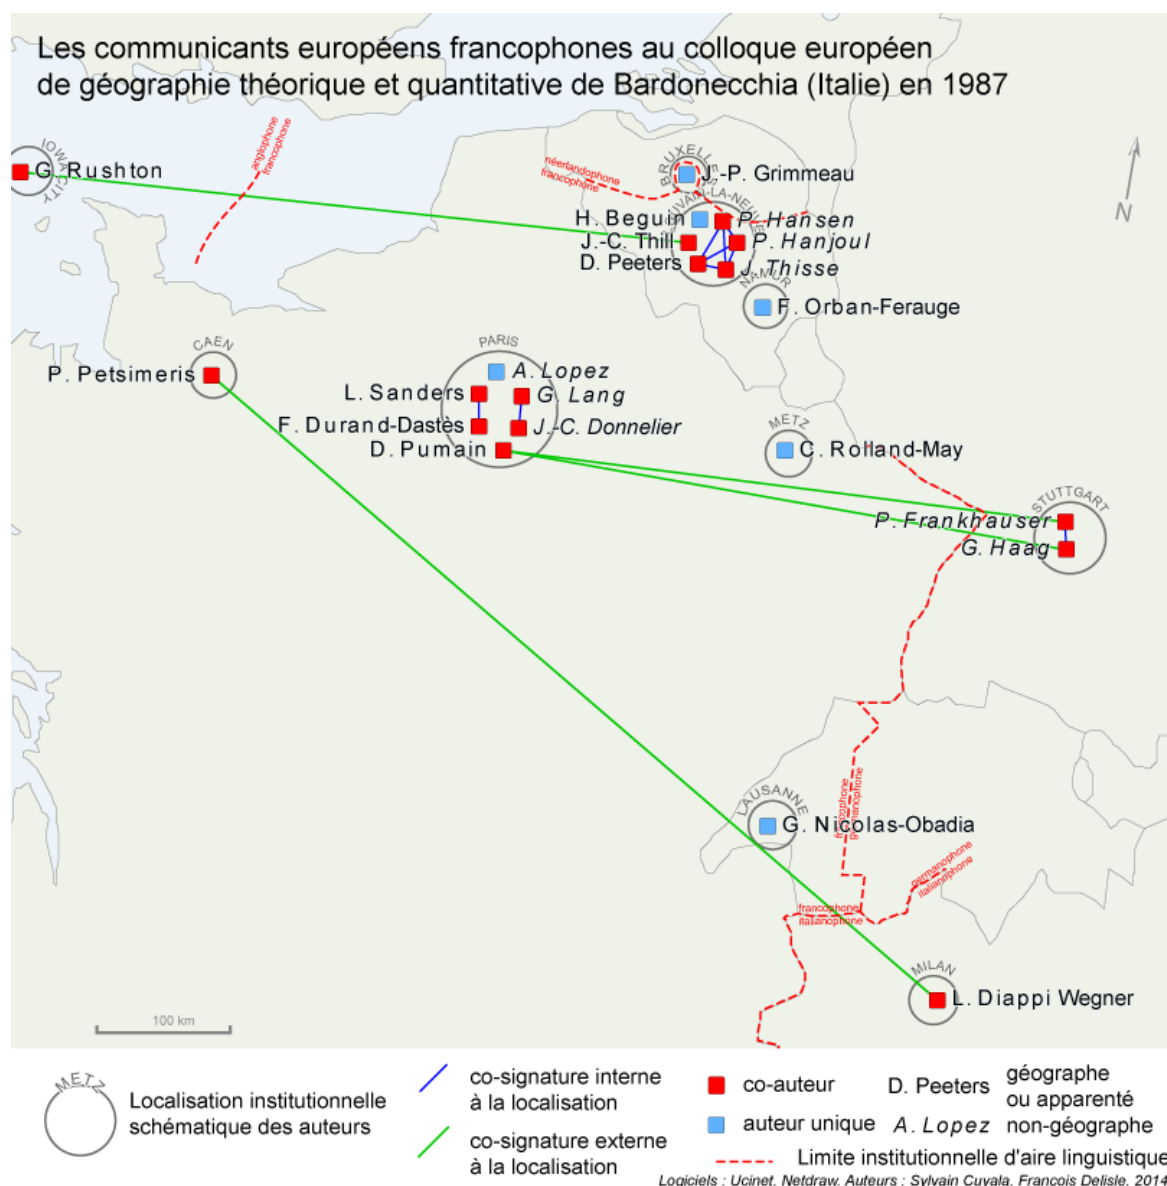 Les communicants européens francophones au colloque européen
de géographie théorique et quantitative de Bardonecchia (Italie) en 1987
IOWA CITY
G. Rushton
anglophone
francophone
néerlandophone
francophone
BRUXELLES
J.-P. Grimmeau
LOUVAIN-LA-NEUVE
H. Beguin
P. Hansen
J.-C. Thill
P. Hanjoul
D. Peeters
J. Thisse
NAMUR
F. Orban-Ferauge
CAEN
P. Petsimeris
PARIS
A. Lopez
L. Sanders
G. Lang
F. Durand-Dastès
J.-C. Donnelier
D. Pumain
METZ
C. Rolland-May
STUTTGART
P. Frankhauser
G. Haag
francophone
germanophone
LAUSANNE
G. Nicolas-Obadia
germanophone
italianophone
francophone
italianophone
MILAN
L. Diappi Wegner
N
100 km
METZ
Localisation institutionnelle
schématique des auteurs
co-signature interne
à la localisation
co-signature externe
à la localisation
co-auteur
auteur unique
D. Peeters
géographe
ou apparenté
A. Lopez
non-géographe
Limite institutionnelle d'aire linguistique
Logiciels : Ucinet, Netdraw. Auteurs : Sylvain Cuyala, François Delisle, 2014